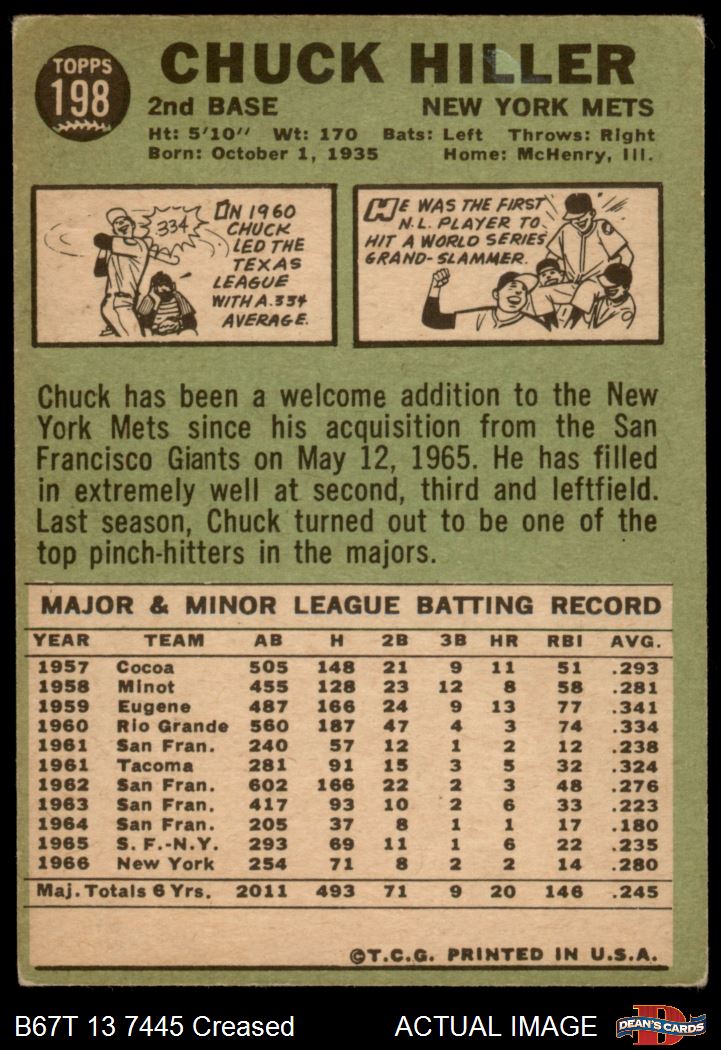 TOPPS
198
CHUCK HILLER
2nd BASE NEW YORK METS
Ht: 5'10" Wt: 170 Bats: Left Throws: Right
Born: October 1, 1935 Home: McHenry, Ill.
IN 1960
CHUCK
LED THE
TEXAS
LEAGUE
WITH A .334
AVERAGE.
334
HE WAS THE FIRST
N.L. PLAYER TO
HIT A WORLD SERIES
GRAND-SLAMMER.
Chuck has been a welcome addition to the New
York Mets since his acquisition from the San
Francisco Giants on May 12, 1965. He has filled
in extremely well at second, third and leftfield.
Last season, Chuck turned out to be one of the
top pinch-hitters in the majors.
MAJOR & MINOR LEAGUE BATTING RECORD
YEAR TEAM AB H 2B 3B HR RBI AVG.
1957 Cocoa 505 148 21 9 11 51 .293
1958 Minot 455 128 23 12 8 58 .281
1959 Eugene 487 166 24 9 13 77 .341
1960 Rio Grande 560 187 47 4 3 74 .334
1961 San Fran. 240 57 12 1 2 12 .238
1961 Tacoma 281 91 15 3 5 32 .324
1962 San Fran. 602 166 22 2 3 48 .276
1963 San Fran. 417 93 10 2 6 33 .223
1964 San Fran. 205 37 8 1 1 17 .180
1965 S. F.-N.Y. 293 69 11 1 6 22 .235
1966 New York 254 71 8 2 2 14 .280
Maj. Totals 6 Yrs. 2011 493 71 9 20 146 .245
©T.C.G. PRINTED IN U.S.A.
B67T 13 7445 Creased ACTUAL IMAGE
DEAN'S CARDS